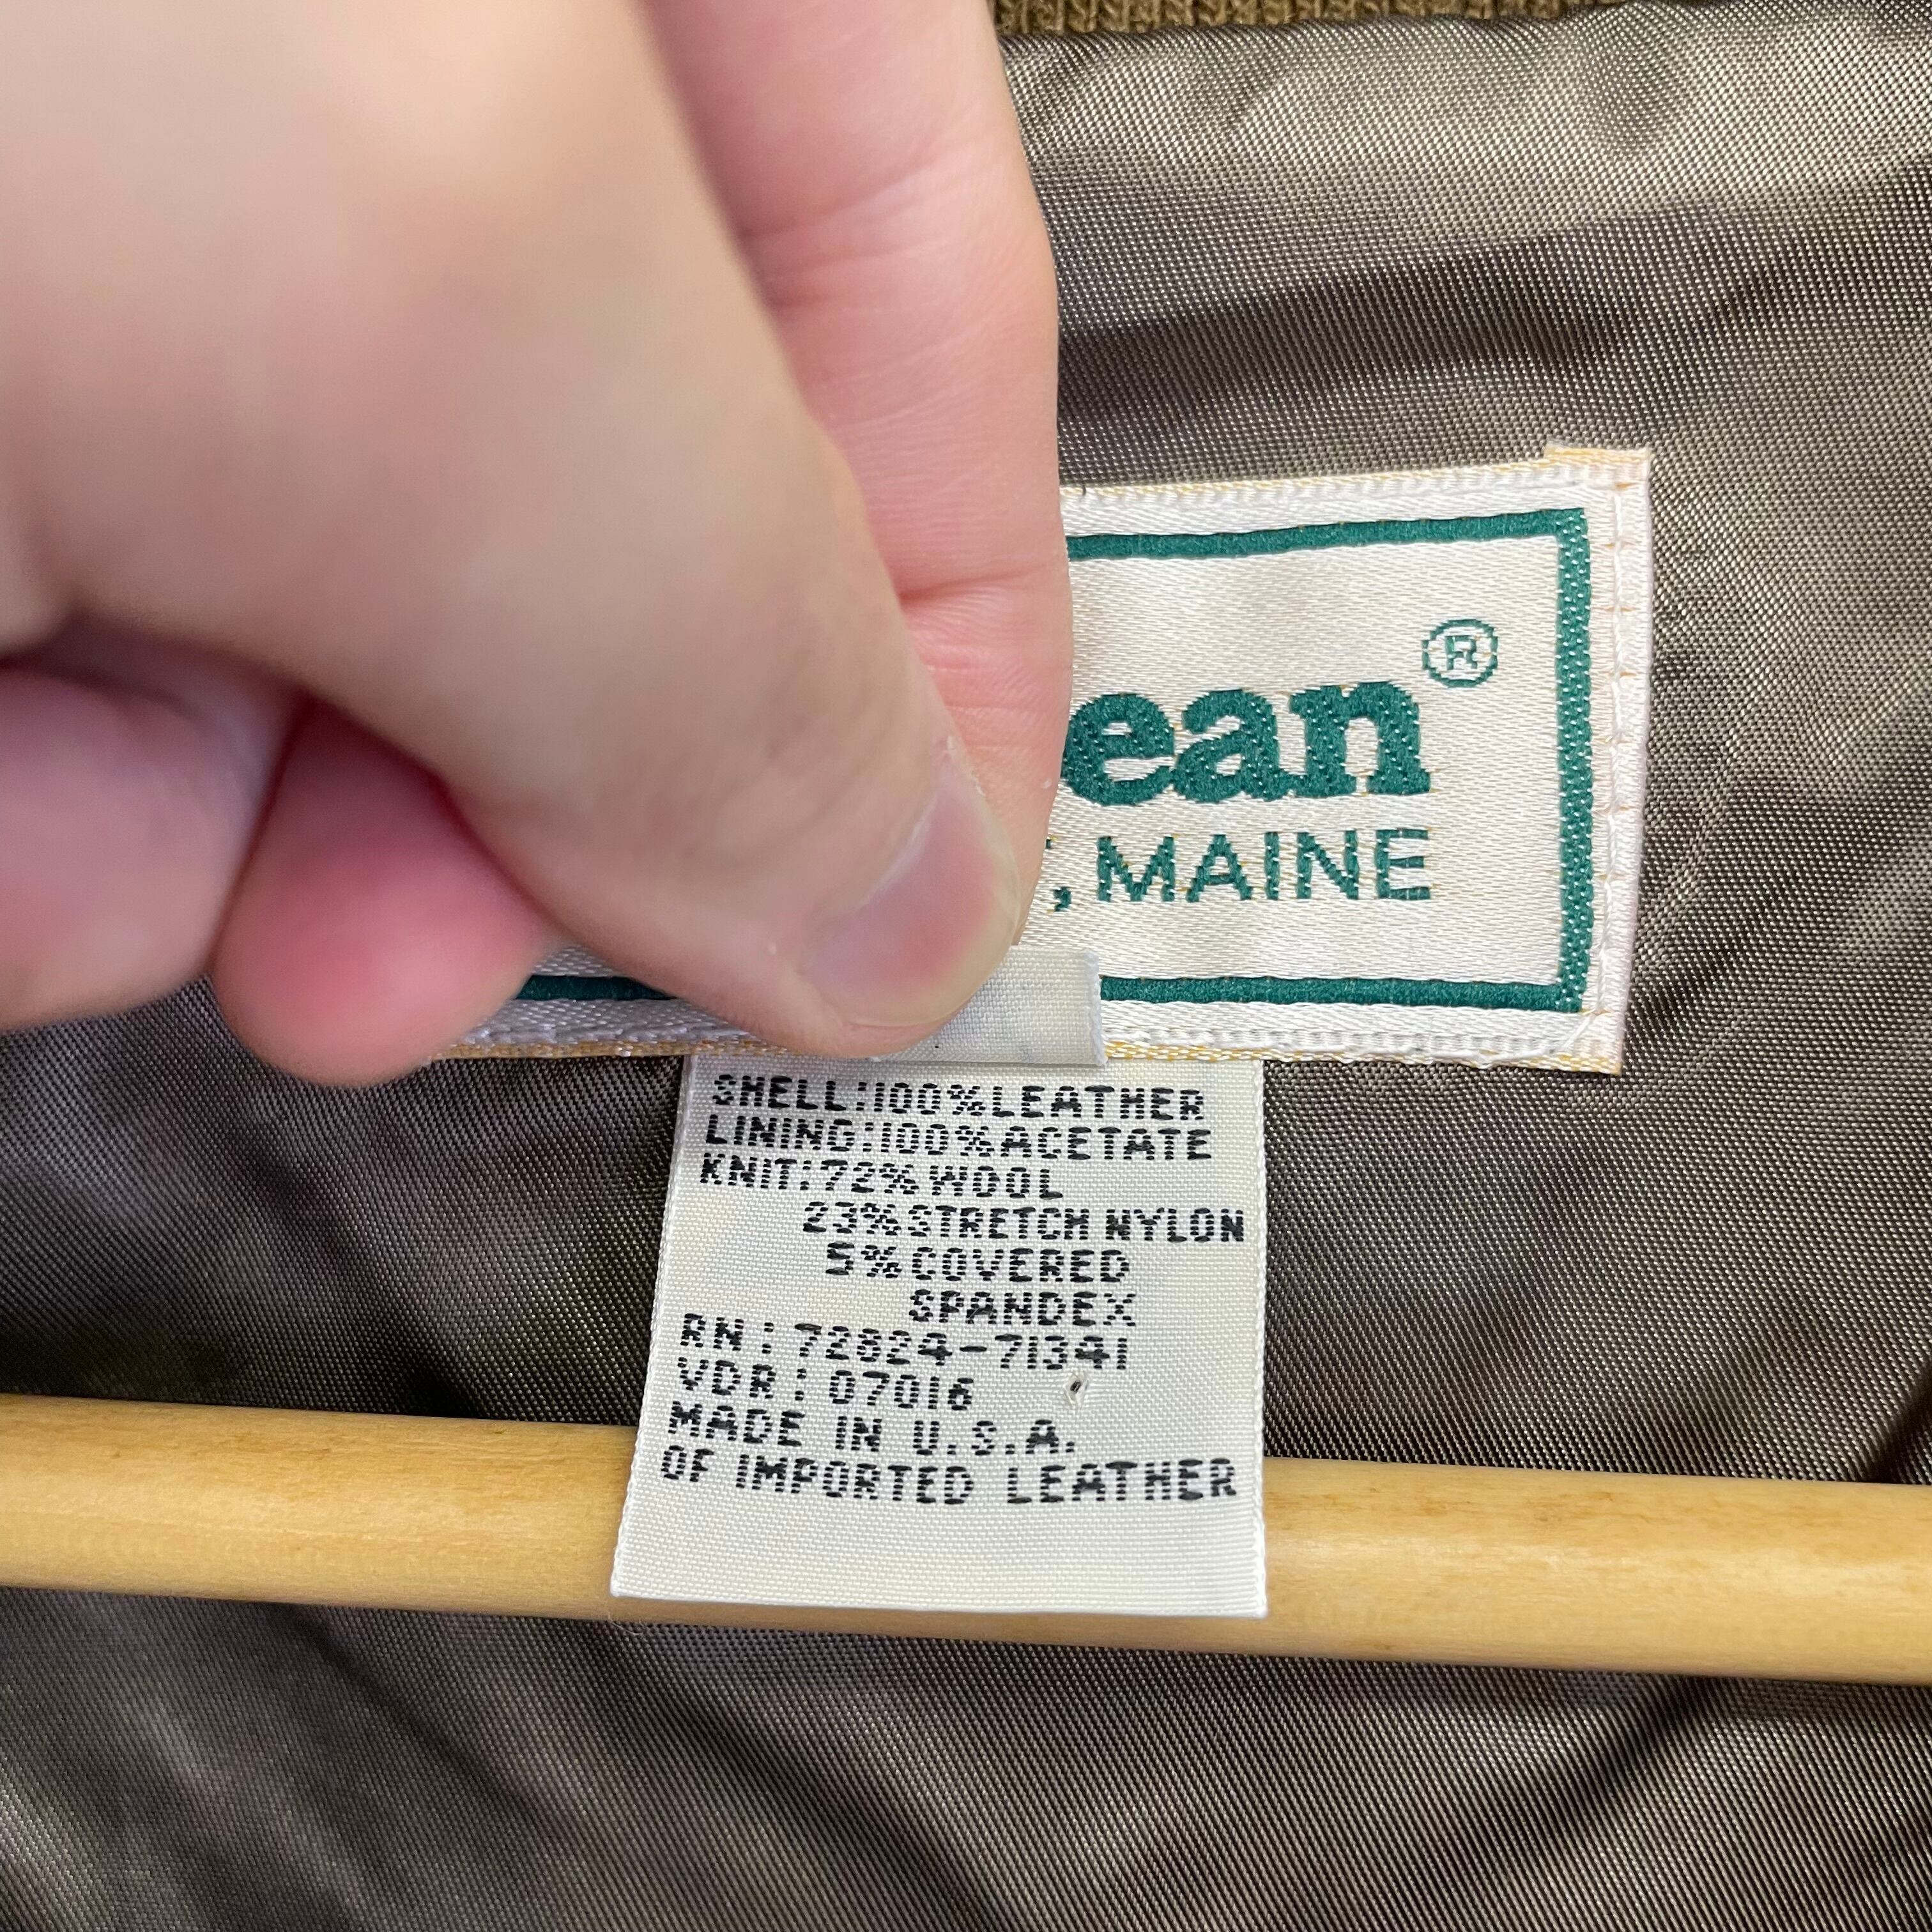 ean®
, MAINE
SHELL:100%LEATHER
LINING:100%ACETATE
KNIT:72%WOOL
23%STRETCH NYLON
5%COVERED
SPANDEX
RN:72824-71341
VDR:07016
MADE IN U.S.A.
OF IMPORTED LEATHER